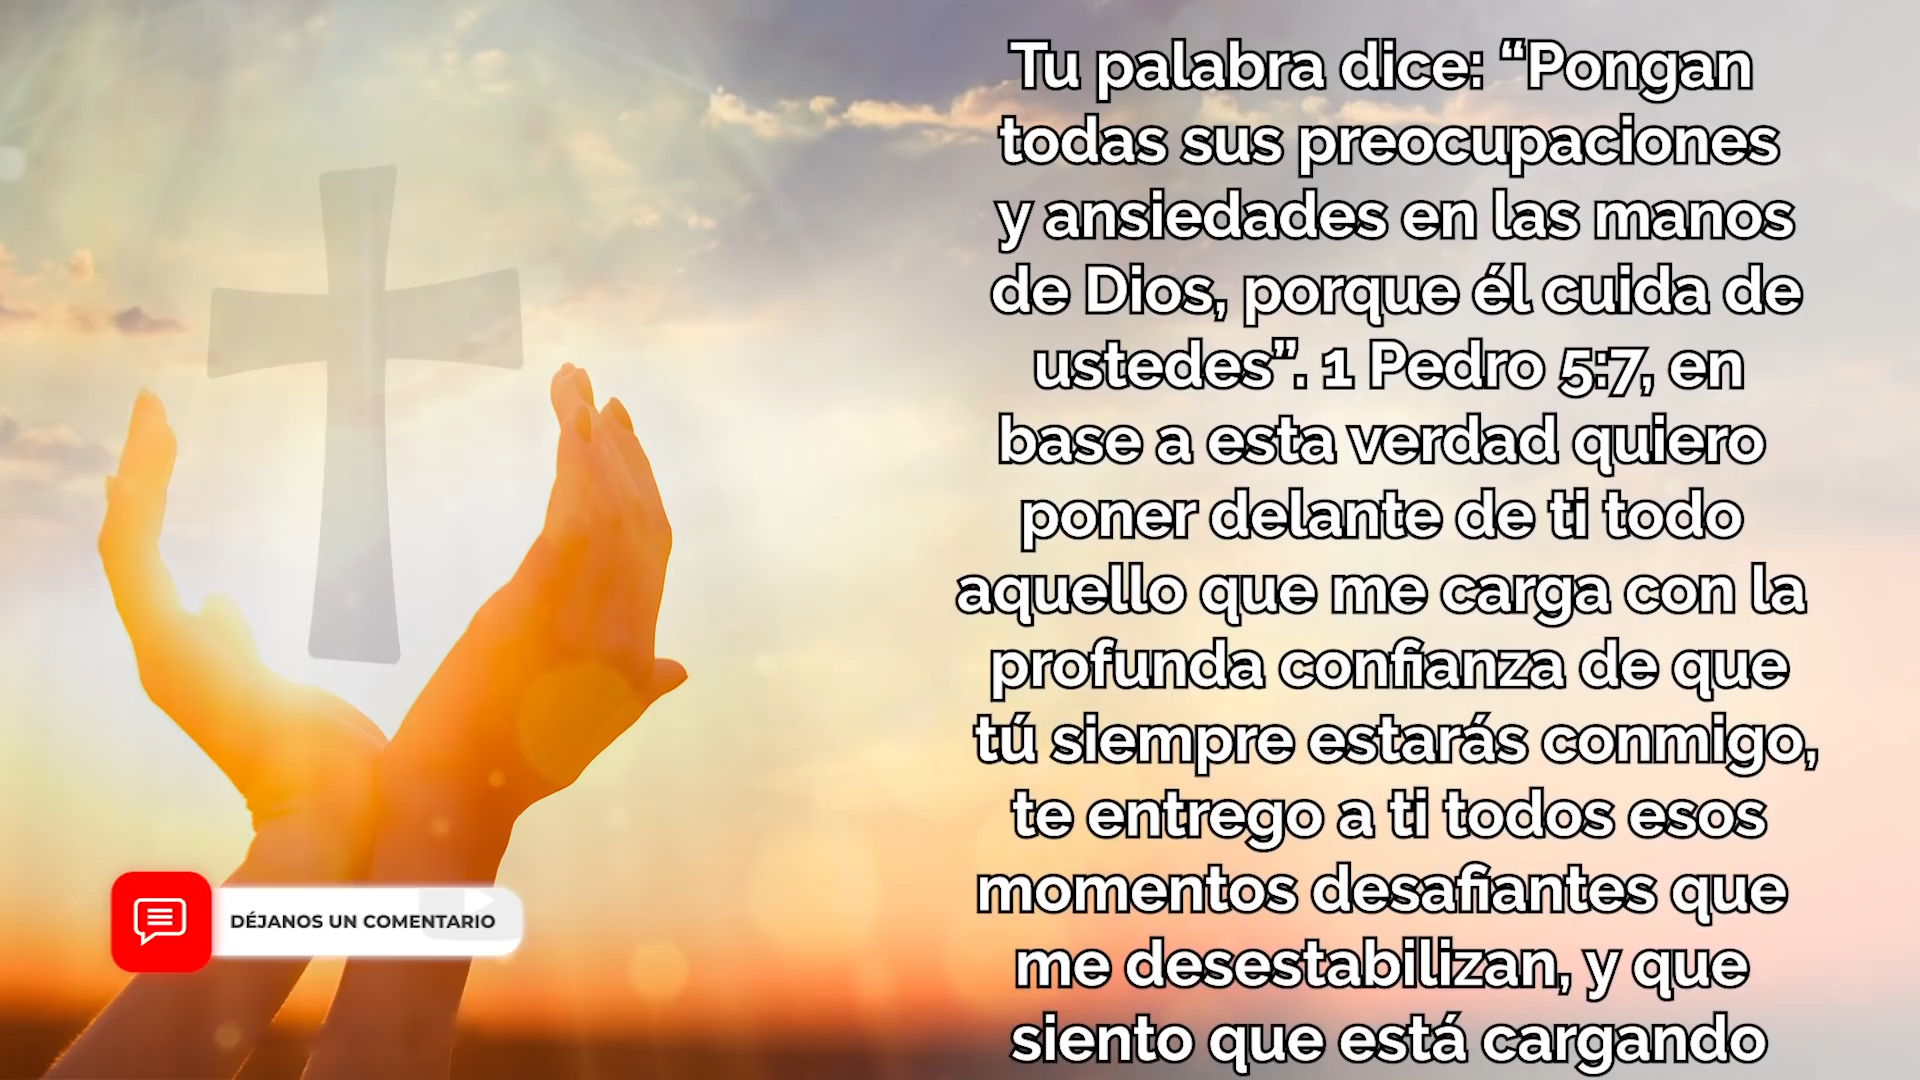 Tu palabra dice: “Pongan
todas sus preocupaciones
y ansiedades en las manos
de Dios, porque él cuida de
ustedes”. 1 Pedro 5:7, en
base a esta verdad quiero
poner delante de ti todo
aquello que me carga con la
profunda confianza de que
tú siempre estarás conmigo,
te entrego a ti todos esos
momentos desafiantes que
me desestabilizan, y que
siento que está cargando
DÉJANOS UN COMENTARIO